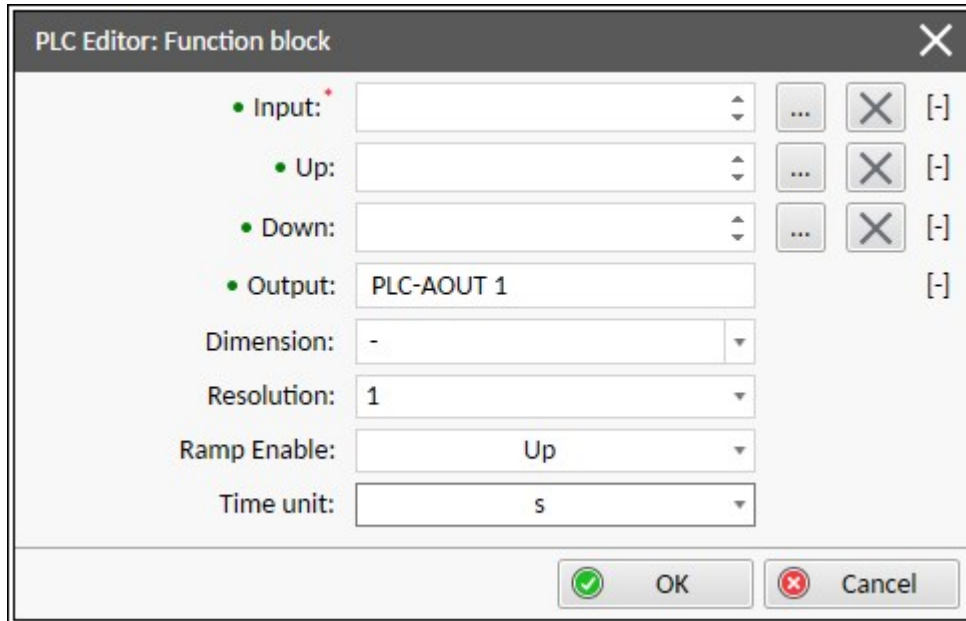 PLC Editor: Function block
• Input:* ... [-]
• Up: ... [-]
• Down: ... [-]
• Output: PLC-AOUT 1 [-]
Dimension: -
Resolution: 1
Ramp Enable: Up
Time unit: s
OK Cancel